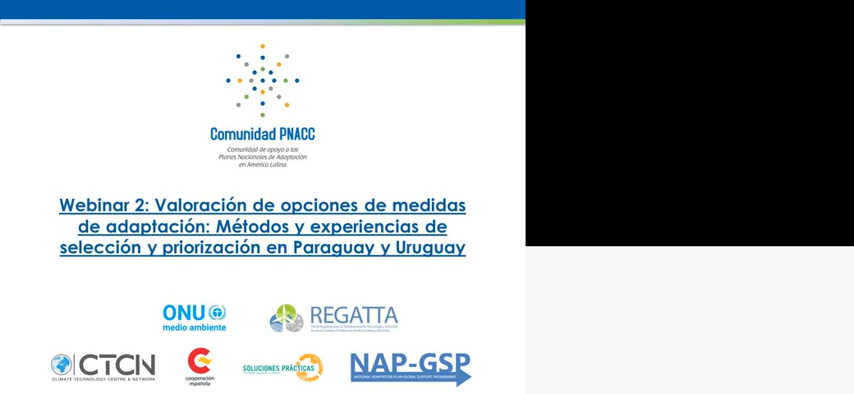 Comunidad PNACC
Comunidad de apoyo a los
Planes Nacionales de Adaptación
en América Latina
Webinar 2: Valoración de opciones de medidas
de adaptación: Métodos y experiencias de
selección y priorización en Paraguay y Uruguay
ONU
medio ambiente
REGATTA
CTCN
CLIMATE TECHNOLOGY CENTRE & NETWORK
cooperación
española
SOLUCIONES PRÁCTICAS
NAP-GSP
NATIONAL ADAPTATION PLAN GLOBAL SUPPORT PROGRAMME